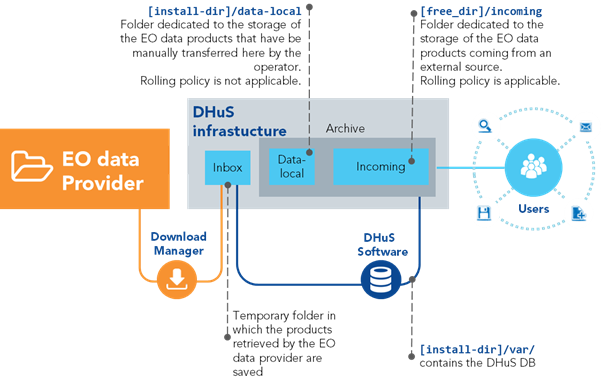 [install-dir]/data-local
Folder dedicated to the storage of
the EO data products that have be
manually transferred here by the
operator.
Rolling policy is not applicable.
[free_dir]/incoming
Folder dedicated to the
storage of the EO data
products coming from an
external source.
Rolling policy is applicable.
DHuS
infrastucture
Archive
EO data
Provider
Inbox
Data-
local
Incoming
Users
Download
Manager
DHuS
Software
Temporary folder in
which the products
retrieved by the EO
data provider are
saved
[install-dir]/var/
contains the DHuS DB